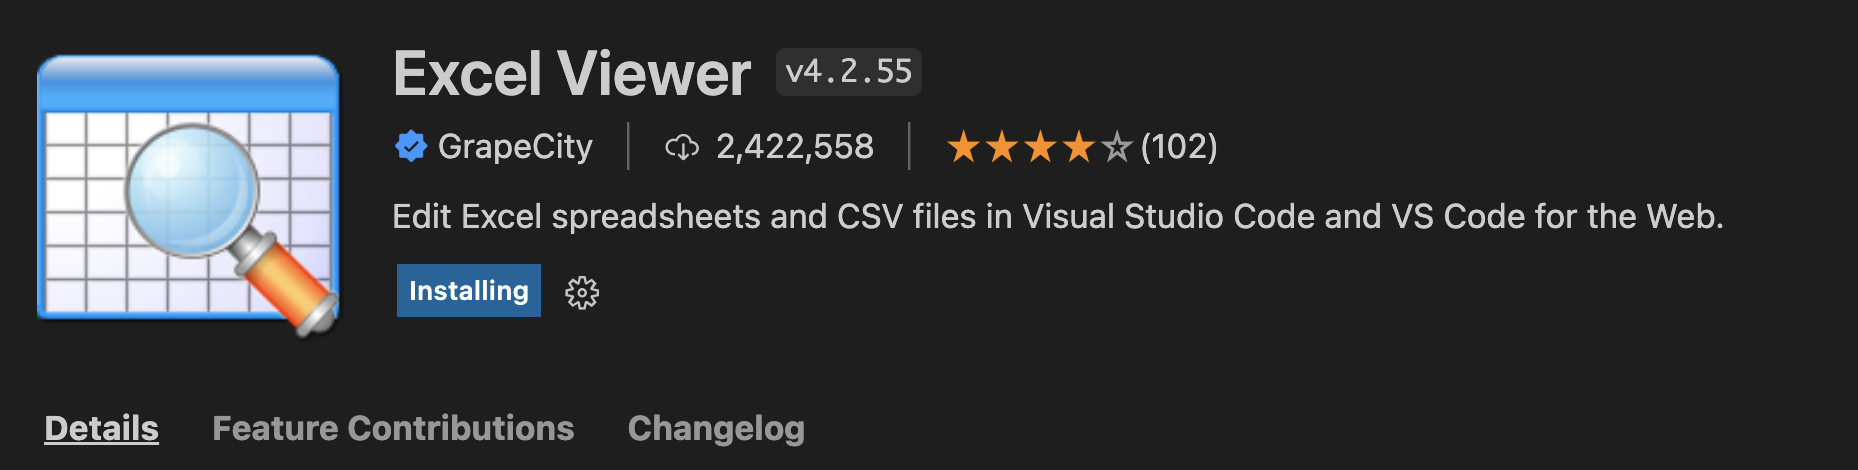 Excel Viewer v4.2.55
GrapeCity 2,422,558 (102)
Edit Excel spreadsheets and CSV files in Visual Studio Code and VS Code for the Web.
Installing
Details Feature Contributions Changelog